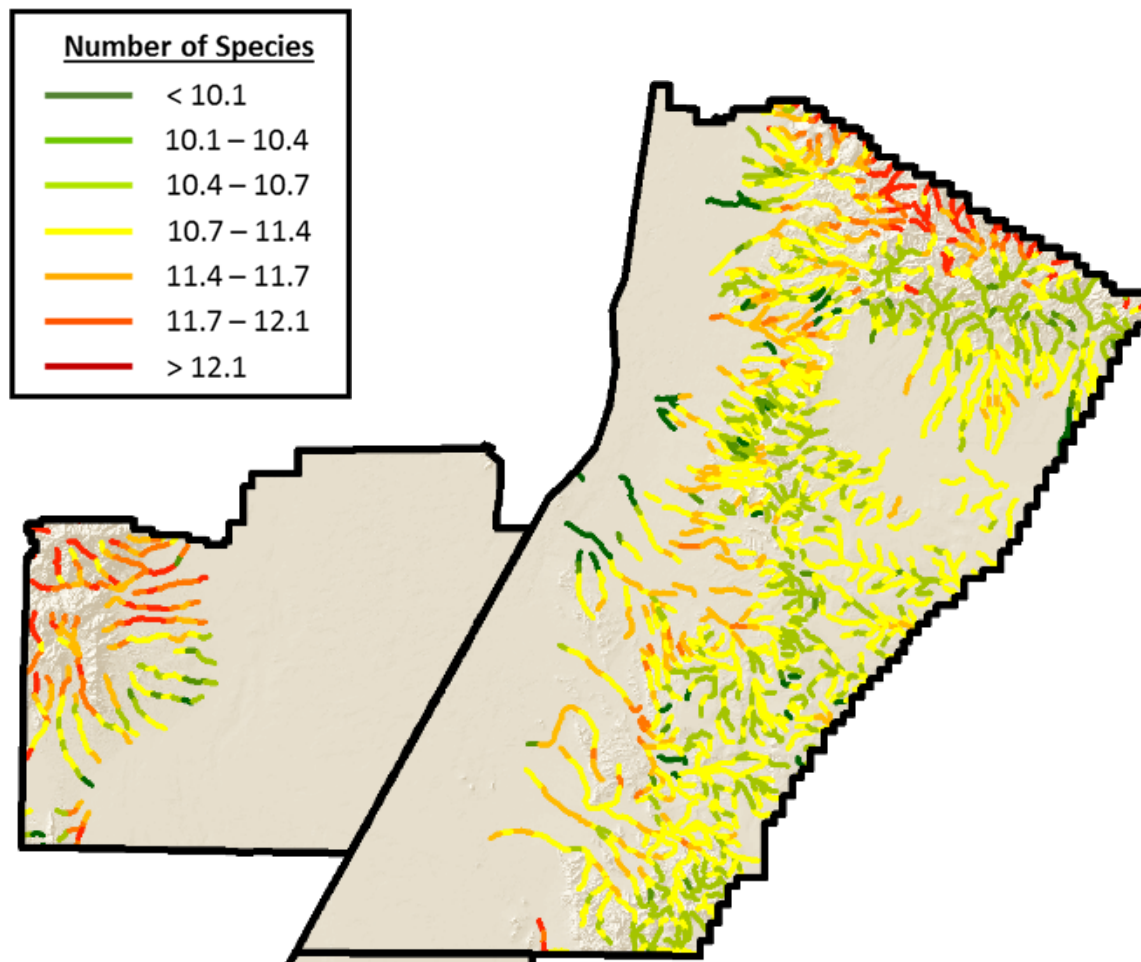 Number of Species
< 10.1
10.1 – 10.4
10.4 – 10.7
10.7 – 11.4
11.4 – 11.7
11.7 – 12.1
> 12.1